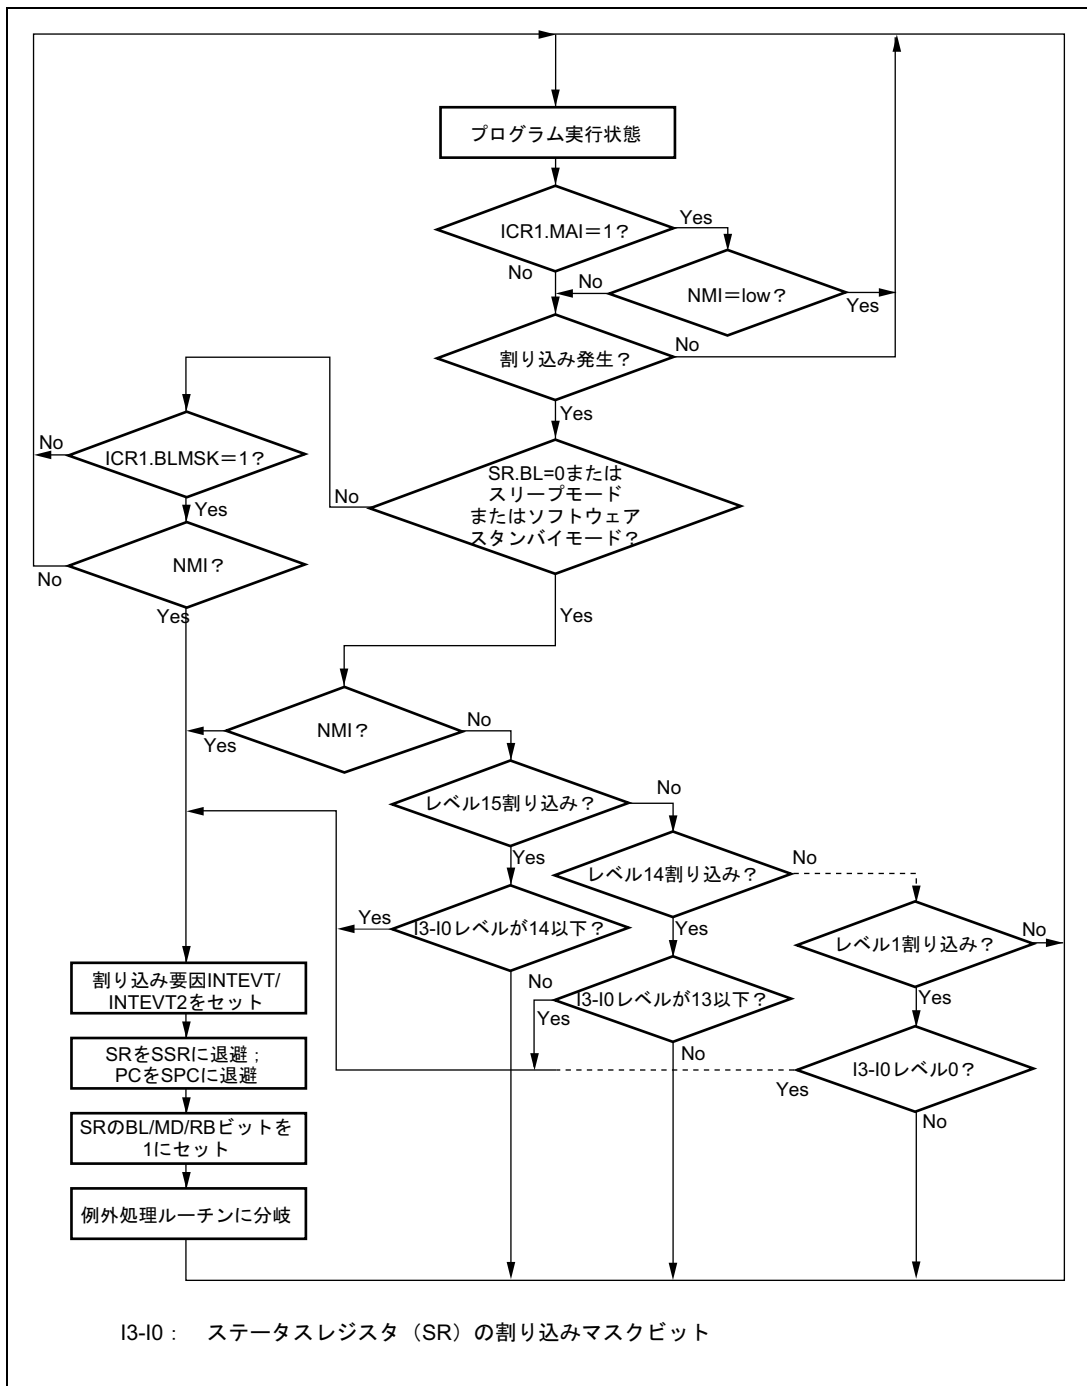 プログラム実行状態
ICR1.MAI＝1？
Yes
No
NMI＝low？
No
Yes
割り込み発生？
No
Yes
SR.BL=0または
スリープモード
またはソフトウェア
スタンバイモード？
No
Yes
ICR1.BLMSK＝1？
No
Yes
NMI？
No
Yes
NMI？
Yes
No
レベル15割り込み？
No
Yes
レベル14割り込み？
No
Yes
I3-I0レベルが14以下？
Yes
No
レベル1割り込み？
No
Yes
I3-I0レベルが13以下？
Yes
No
I3-I0レベル0？
Yes
No
割り込み要因INTEVT/
INTEVT2をセット
SRをSSRに退避；
PCをSPCに退避
SRのBL/MD/RBビットを
1にセット
例外処理ルーチンに分岐
I3-I0： ステータスレジスタ（SR）の割り込みマスクビット